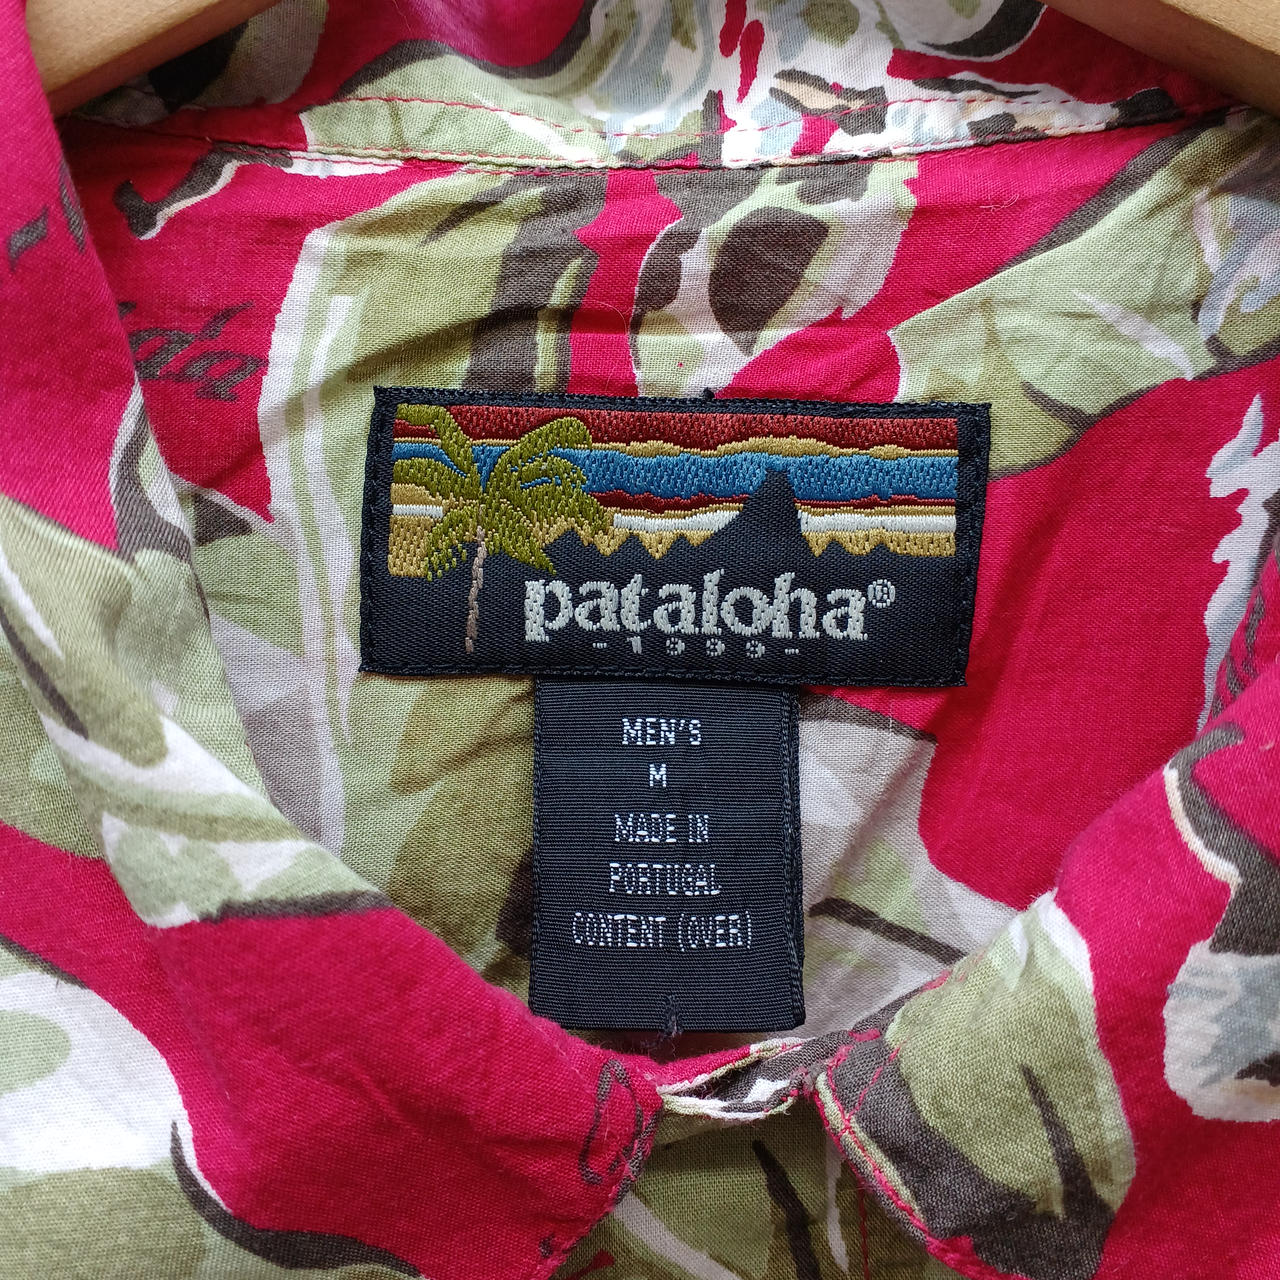 pataloha®
-1999-
MEN'S
M
MADE IN
PORTUGAL
CONTENT (OVER)